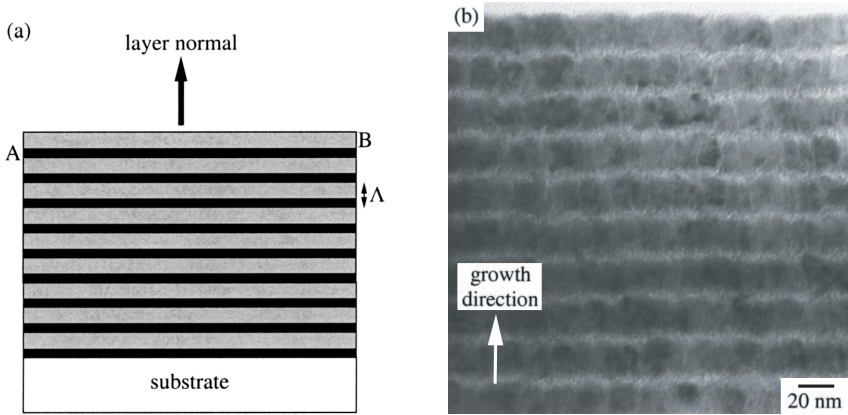 (a)
layer normal
A
B
Λ
substrate
(b)
growth
direction
20 nm